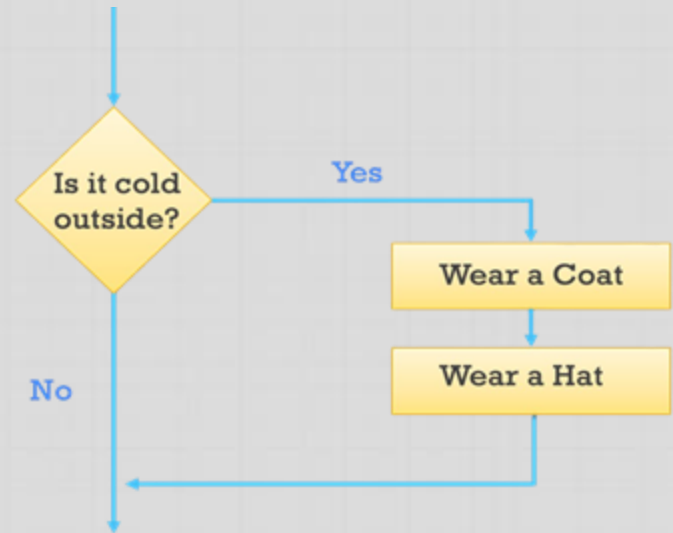 Is it cold
outside?
Yes
Wear a Coat
Wear a Hat
No